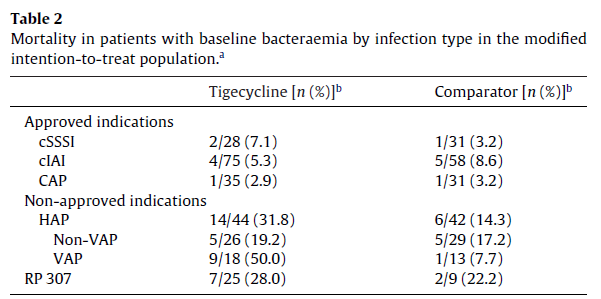 Table 2
Mortality in patients with baseline bacteraemia by infection type in the modified
intention-to-treat population.a
Tigecycline [n (%)]b Comparator [n (%)]b
Approved indications
cSSSI 2/28 (7.1) 1/31 (3.2)
cIAI 4/75 (5.3) 5/58 (8.6)
CAP 1/35 (2.9) 1/31 (3.2)
Non-approved indications
HAP 14/44 (31.8) 6/42 (14.3)
Non-VAP 5/26 (19.2) 5/29 (17.2)
VAP 9/18 (50.0) 1/13 (7.7)
RP 307 7/25 (28.0) 2/9 (22.2)